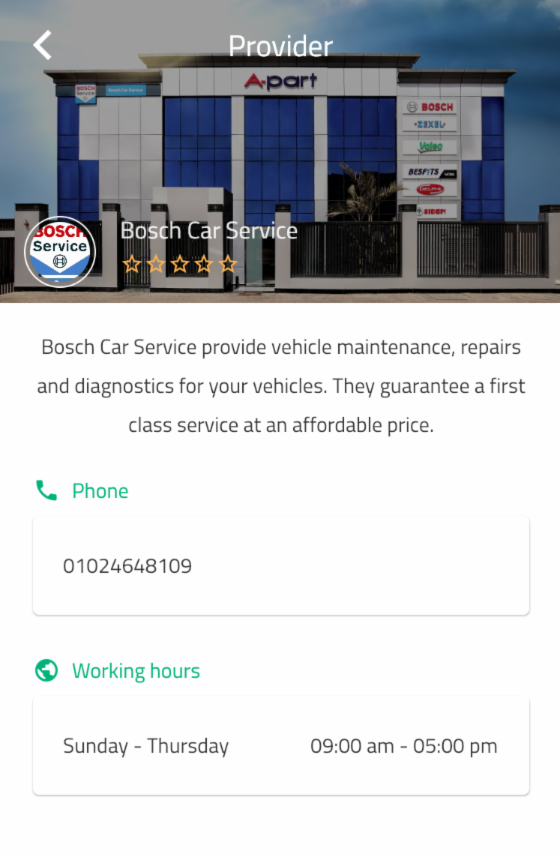 Provider
A-part
BOSCH
Service
Bosch Car Service
BOSCH
ZEXEL
Valeo
BESFITS
BOSCH
Service
Bosch Car Service
Bosch Car Service provide vehicle maintenance, repairs
and diagnostics for your vehicles. They guarantee a first
class service at an affordable price.
Phone
01024648109
Working hours
Sunday - Thursday 09:00 am - 05:00 pm